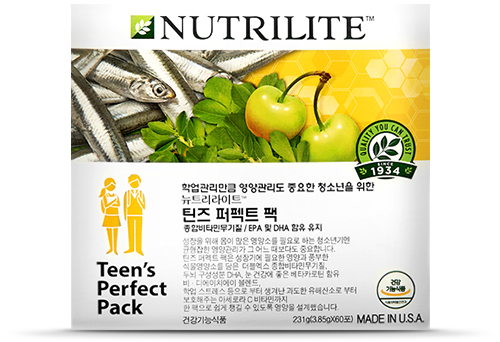 NUTRILITE™
QUALITY YOU CAN TRUST
SINCE
1934
학업관리만큼 영양관리도 중요한 청소년을 위한
뉴트리라이트™
틴즈 퍼펙트 팩
종합비타민무기질 / EPA 및 DHA 함유 유지
성장을 위해 몸이 많은 영양소를 필요로 하는 청소년기엔
균형잡힌 영양관리가 그 어느 때보다도 중요합니다.
틴즈 퍼펙트 팩은 성장기에 필요한 영양과 풍부한
식물영양소를 담은 더블엑스 종합비타민무기질,
두뇌 구성성분 DHA, 눈 건강에 좋은 베타카로틴 함유
비 · 디에이치에이 블렌드,
학업 스트레스 등으로 부터 생겨난 과도한 유해산소로 부터
보호해주는 아세로라 C 비타민까지
한 팩으로 쉽게 챙길 수 있도록 영양을 설계했습니다.
Teen's
Perfect
Pack
건강
기능식품
건강기능식품
231g(3.85gX60포)
MADE IN U.S.A.